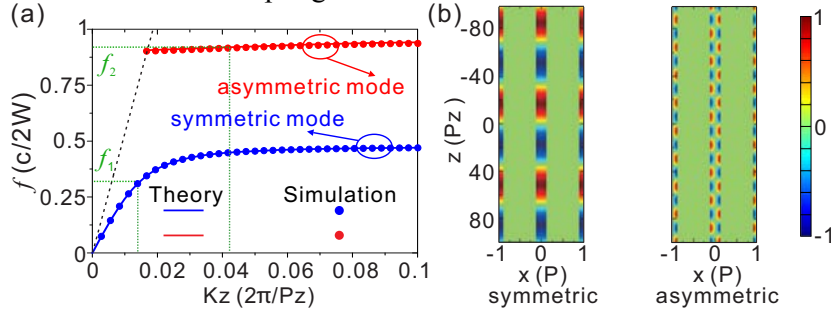 (a)
f (c/2W)
1
0.75
0.5
0.25
0
f2
f1
asymmetric mode
symmetric mode
Theory
Simulation
0 0.02 0.04 0.06 0.08 0.1
Kz (2π/Pz)
(b)
z (Pz)
-80
-40
0
40
80
-1 0 1
x (P)
symmetric
-1 0 1
x (P)
asymmetric
1
0
-1